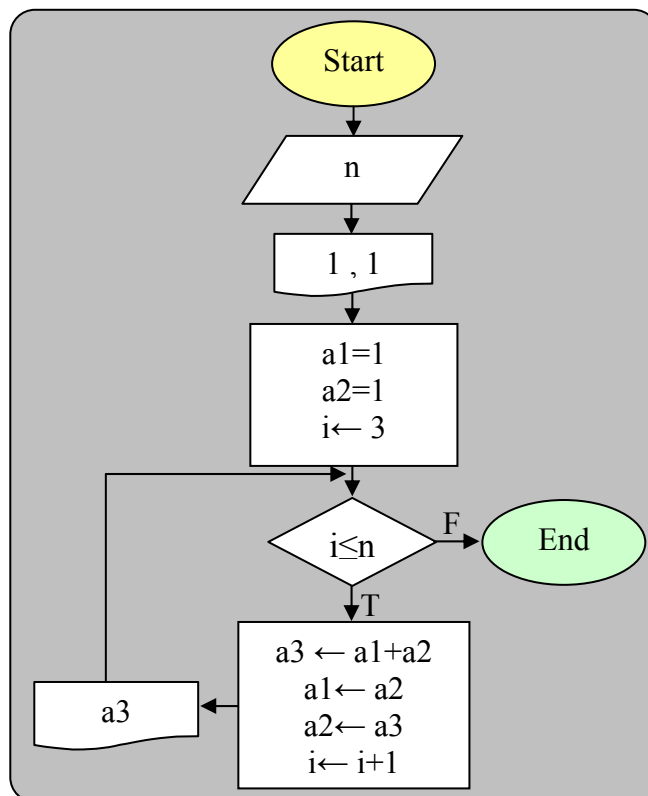 Start
n
1 , 1
a1=1
a2=1
i← 3
i≤n
F
End
T
a3 ← a1+a2
a1← a2
a2← a3
i← i+1
a3